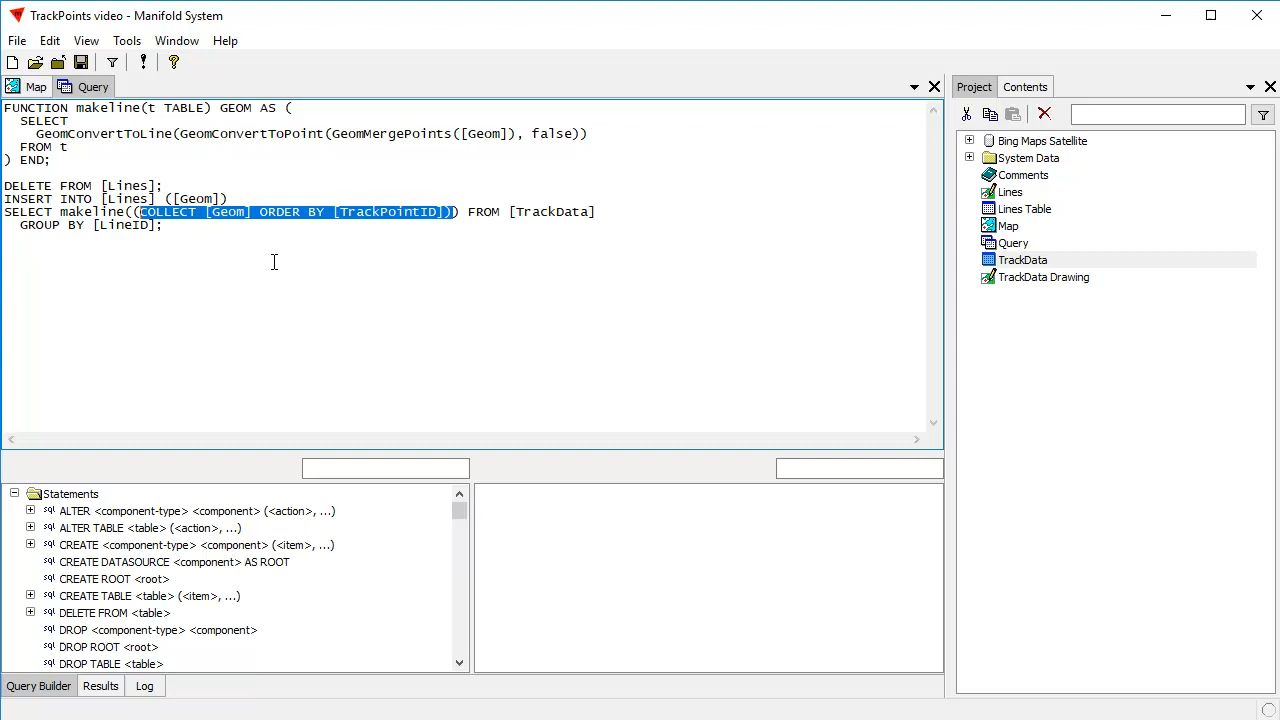 TrackPoints video - Manifold System
File Edit View Tools Window Help
Map Query
FUNCTION makeline(t TABLE) GEOM AS (
SELECT
GeomConvertToLine(GeomConvertToPoint(GeomMergePoints([Geom]), false))
FROM t
) END;
DELETE FROM [Lines];
INSERT INTO [Lines] ([Geom])
SELECT makeline((COLLECT [Geom] ORDER BY [TrackPointID])) FROM [TrackData]
GROUP BY [LineID];
Statements
ALTER <component-type> <component> (<action>, ...)
ALTER TABLE <table> (<action>, ...)
CREATE <component-type> <component> (<item>, ...)
CREATE DATASOURCE <component> AS ROOT
CREATE ROOT <root>
CREATE TABLE <table> (<item>, ...)
DELETE FROM <table>
DROP <component-type> <component>
DROP ROOT <root>
DROP TABLE <table>
Query Builder Results Log
Project Contents
Bing Maps Satellite
System Data
Comments
Lines
Lines Table
Map
Query
TrackData
TrackData Drawing